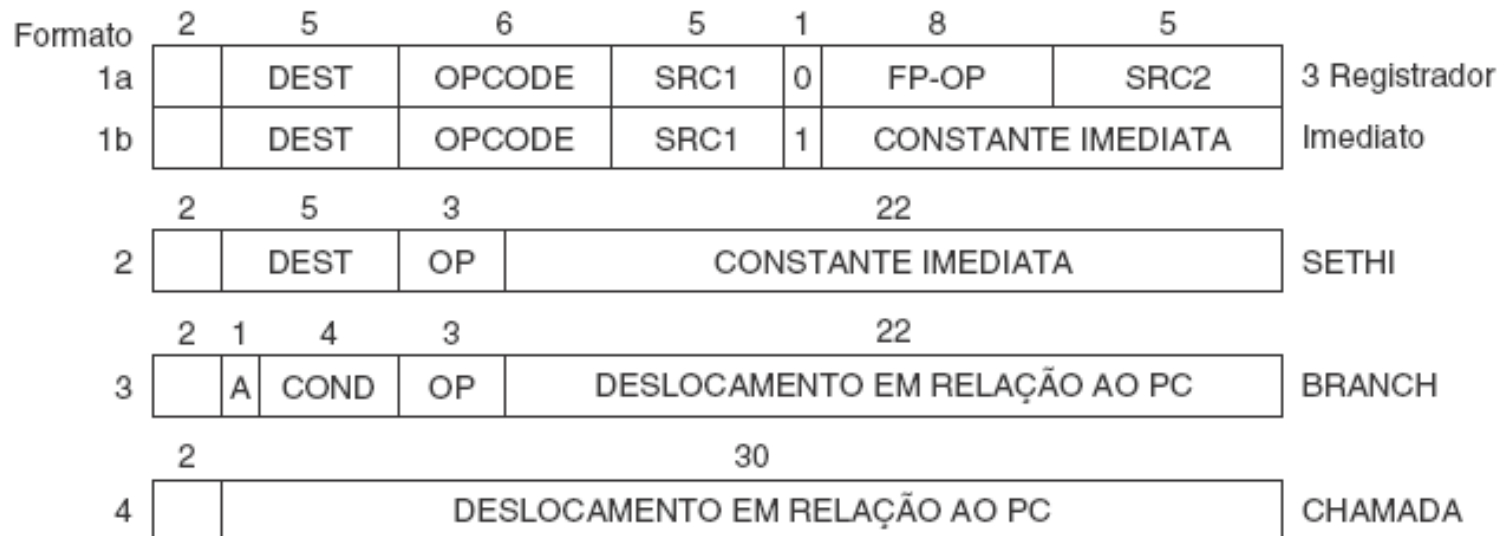 Formato 2 5 6 5 1 8 5
1a DEST OPCODE SRC1 0 FP-OP SRC2 3 Registrador
1b DEST OPCODE SRC1 1 CONSTANTE IMEDIATA Imediato
2 5 3 22
2 DEST OP CONSTANTE IMEDIATA SETHI
2 1 4 3 22
3 A COND OP DESLOCAMENTO EM RELAÇÃO AO PC BRANCH
2 30
4 DESLOCAMENTO EM RELAÇÃO AO PC CHAMADA